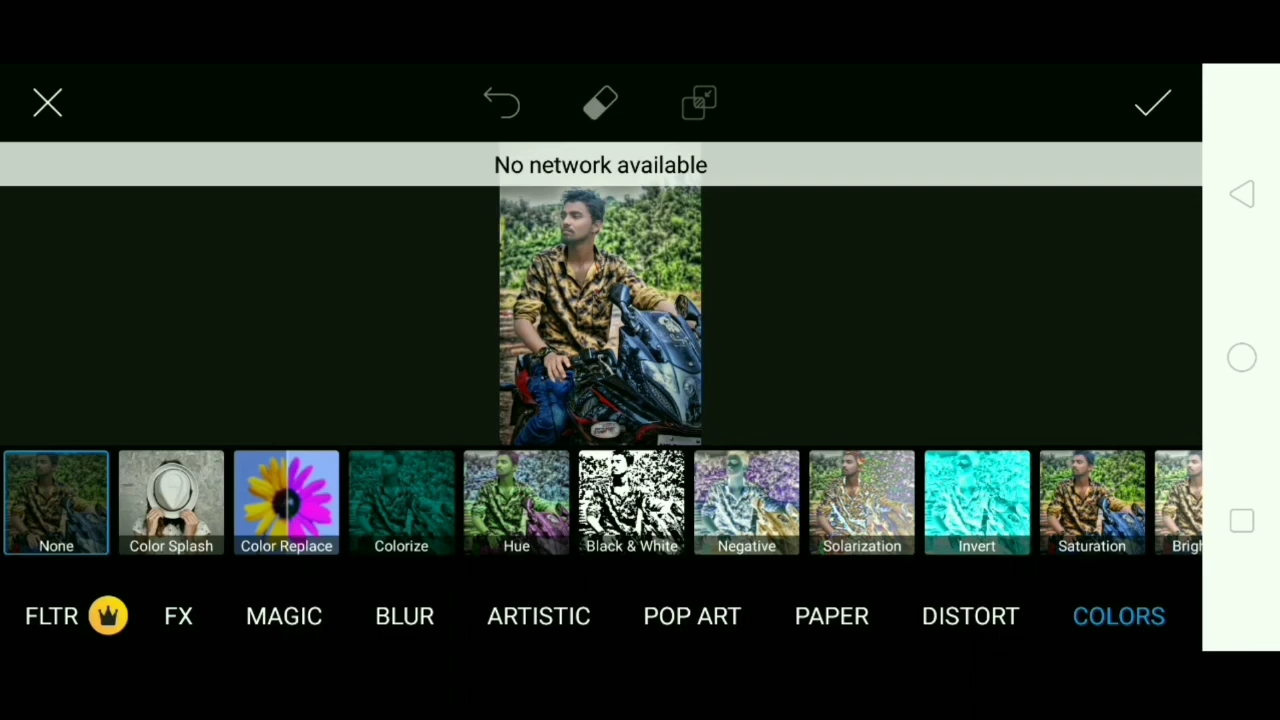 No network available
None
Color Splash
Color Replace
Colorize
Hue
Black & White
Negative
Solarization
Invert
Saturation
Brigh
FLTR
FX
MAGIC
BLUR
ARTISTIC
POP ART
PAPER
DISTORT
COLORS